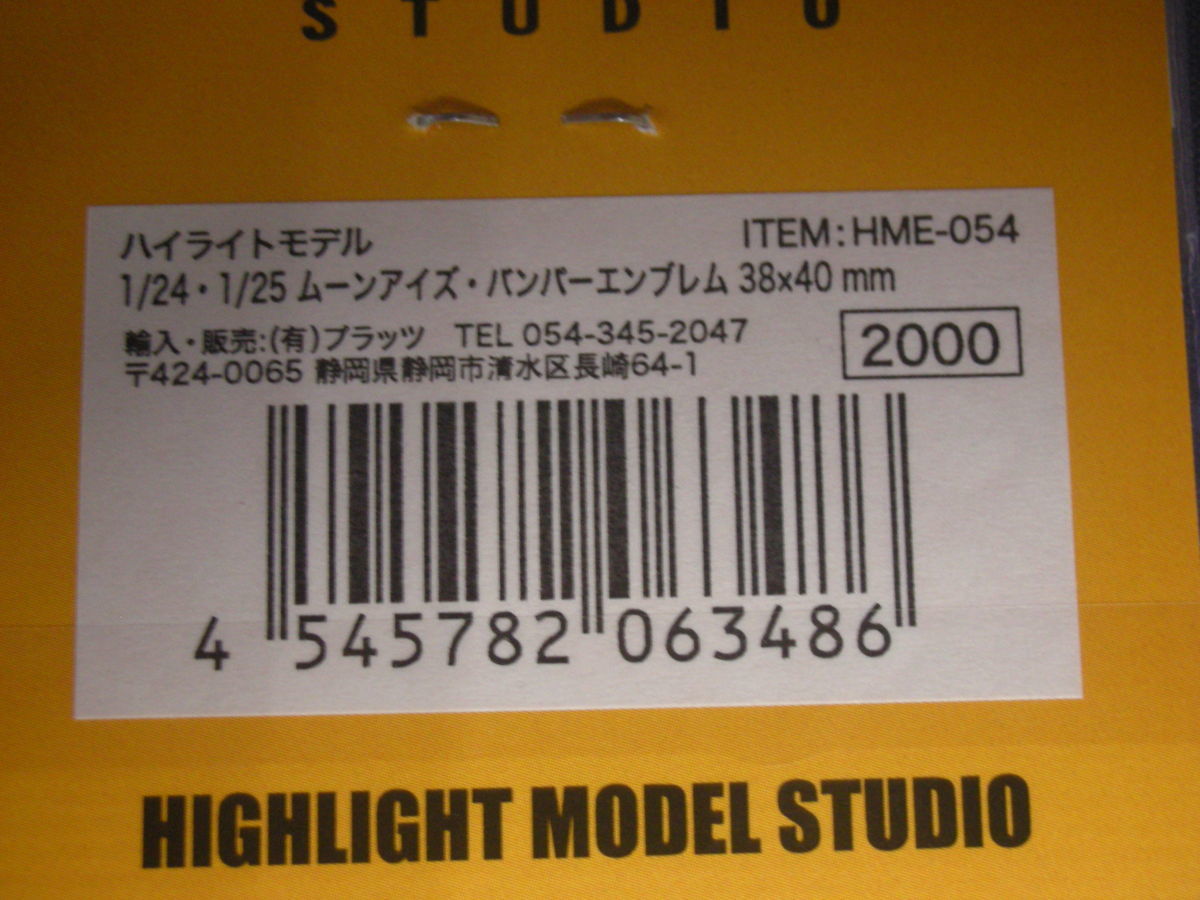 STUDIO
ハイライトモデル ITEM:HME-054
1/24・1/25 ムーンアイズ・バンパーエンブレム 38x40 mm
輸入・販売:(有)プラッツ TEL 054-345-2047
〒424-0065 静岡県静岡市清水区長崎64-1
2000
4 545782 063486
HIGHLIGHT MODEL STUDIO